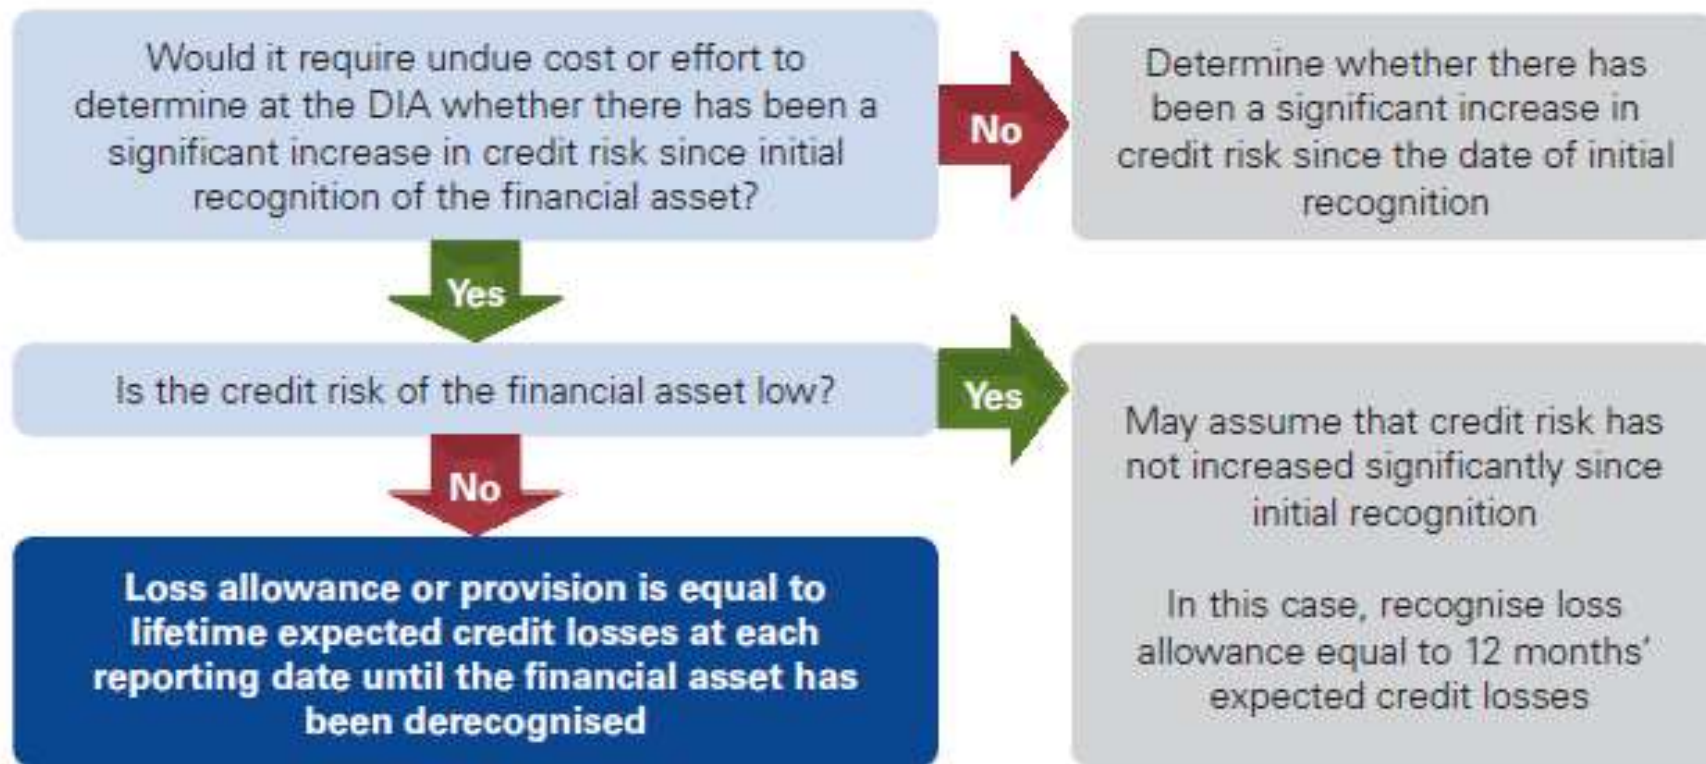 Would it require undue cost or effort to
determine at the DIA whether there has been a
significant increase in credit risk since initial
recognition of the financial asset?
No
Determine whether there has
been a significant increase in
credit risk since the date of initial
recognition
Yes
Is the credit risk of the financial asset low?
Yes
May assume that credit risk has
not increased significantly since
initial recognition
In this case, recognise loss
allowance equal to 12 months'
expected credit losses
No
Loss allowance or provision is equal to
lifetime expected credit losses at each
reporting date until the financial asset has
been derecognised